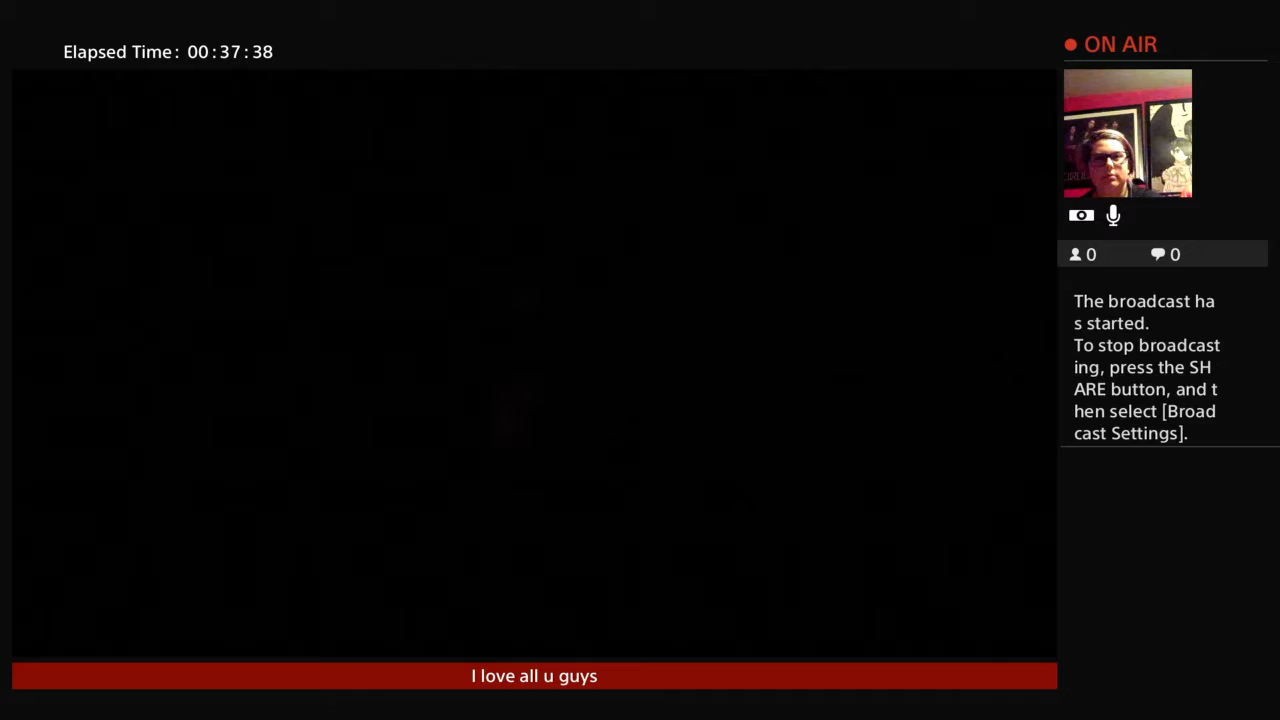 Elapsed Time: 00:37:38
ON AIR
0 0
The broadcast ha
s started.
To stop broadcast
ing, press the SH
ARE button, and t
hen select [Broad
cast Settings].
I love all u guys